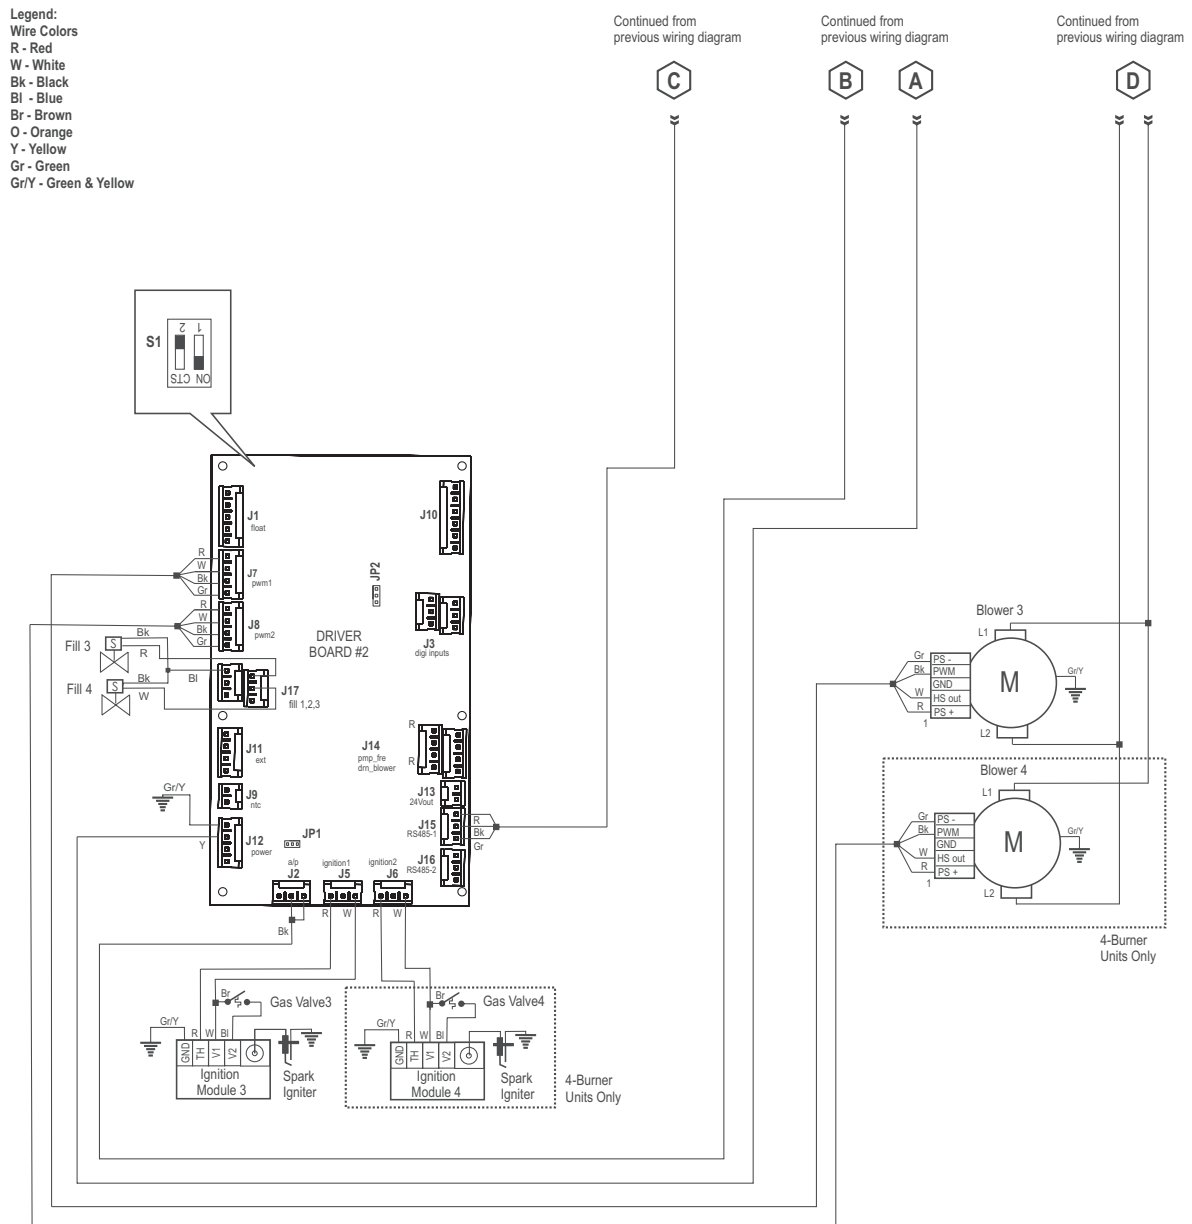 Legend:
Wire Colors
R - Red
W - White
Bk - Black
Bl - Blue
Br - Brown
O - Orange
Y - Yellow
Gr - Green
Gr/Y - Green & Yellow
Continued from
previous wiring diagram
Continued from
previous wiring diagram
Continued from
previous wiring diagram
C
B
A
D
S1
2 1
CTS ON
J1
float
J10
R
W
Bk
Gr
J7
pwm1
JP2
R
W
Bk
Gr
J8
pwm2
J3
digi inputs
DRIVER
BOARD #2
Fill 3
S
Bk
R
Fill 4
S
Bk
W
Bl
J17
fill 1,2,3
J11
ext
J14
pmp_fre
drn_blower
R
R
J9
ntc
J13
24Vout
Gr/Y
Y
J12
power
JP1
J15
RS485-1
R
Bk
Gr
J16
RS485-2
a/p
J2
ignition1
J5
ignition2
J6
Bk
R W
R W
Blower 3
L1
Gr
Bk
W
R
1
PS -
PWM
GND
HS out
PS +
M
Gr/Y
L2
Blower 4
L1
Gr
Bk
W
R
1
PS -
PWM
GND
HS out
PS +
M
Gr/Y
L2
4-Burner
Units Only
Br
Gas Valve3
Gr/Y
R W Bl
GND
TH
V1
V2
Ignition
Module 3
Spark
Igniter
Br
Gas Valve4
Gr/Y
R W Bl
GND
TH
V1
V2
Ignition
Module 4
Spark
Igniter
4-Burner
Units Only